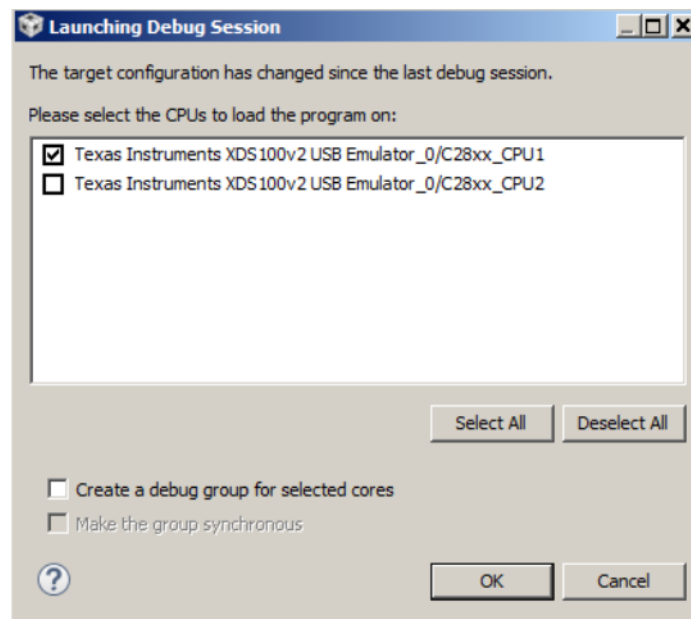 Launching Debug Session
The target configuration has changed since the last debug session.
Please select the CPUs to load the program on:
Texas Instruments XDS100v2 USB Emulator_0/C28xx_CPU1
Texas Instruments XDS100v2 USB Emulator_0/C28xx_CPU2
Select All Deselect All
Create a debug group for selected cores
Make the group synchronous
? OK Cancel